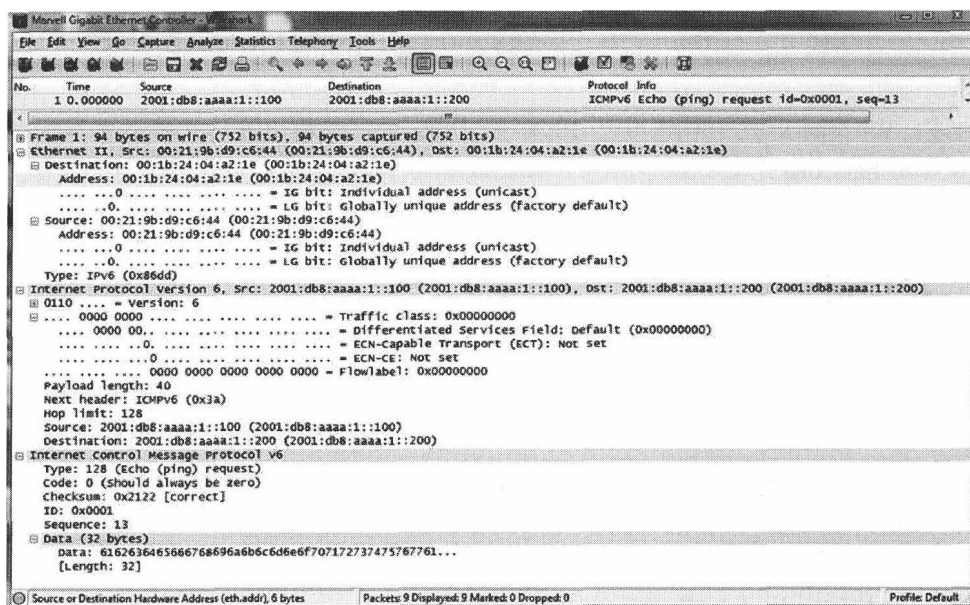 Marvell Gigabit Ethernet Controller - Wireshark
File Edit View Go Capture Analyze Statistics Telephony Tools Help
No. Time Source Destination Protocol Info
1 0.000000 2001:db8:aaaa:1::100 2001:db8:aaaa:1::200 ICMPv6 Echo (ping) request id=0x0001, seq=13
Frame 1: 94 bytes on wire (752 bits), 94 bytes captured (752 bits)
Ethernet II, Src: 00:21:9b:d9:c6:44 (00:21:9b:d9:c6:44), Dst: 00:1b:24:04:a2:1e (00:1b:24:04:a2:1e)
Destination: 00:1b:24:04:a2:1e (00:1b:24:04:a2:1e)
Address: 00:1b:24:04:a2:1e (00:1b:24:04:a2:1e)
.... ...0 .... .... .... .... = IG bit: Individual address (unicast)
.... ..0. .... .... .... .... = LG bit: Globally unique address (factory default)
Source: 00:21:9b:d9:c6:44 (00:21:9b:d9:c6:44)
Address: 00:21:9b:d9:c6:44 (00:21:9b:d9:c6:44)
.... ...0 .... .... .... .... = IG bit: Individual address (unicast)
.... ..0. .... .... .... .... = LG bit: Globally unique address (factory default)
Type: IPv6 (0x86dd)
Internet Protocol Version 6, Src: 2001:db8:aaaa:1::100 (2001:db8:aaaa:1::100), Dst: 2001:db8:aaaa:1::200 (2001:db8:aaaa:1::200)
0110 .... = Version: 6
.... 0000 0000 .... .... .... .... .... = Traffic class: 0x00000000
.... 0000 00.. .... .... .... .... .... = Differentiated Services Field: Default (0x00000000)
.... .... ..0. .... .... .... .... .... = ECN-Capable Transport (ECT): Not set
.... .... ...0 .... .... .... .... .... = ECN-CE: Not set
.... .... .... 0000 0000 0000 0000 0000 = Flowlabel: 0x00000000
Payload length: 40
Next header: ICMPv6 (0x3a)
Hop limit: 128
Source: 2001:db8:aaaa:1::100 (2001:db8:aaaa:1::100)
Destination: 2001:db8:aaaa:1::200 (2001:db8:aaaa:1::200)
Internet Control Message Protocol v6
Type: 128 (Echo (ping) request)
Code: 0 (Should always be zero)
Checksum: 0x2122 [correct]
ID: 0x0001
Sequence: 13
Data (32 bytes)
Data: 6162636465666768696a6b6c6d6e6f7071727374757677​61...
[Length: 32]
Source or Destination Hardware Address (eth.addr), 6 bytes Packets: 9 Displayed: 9 Marked: 0 Dropped: 0 Profile: Default